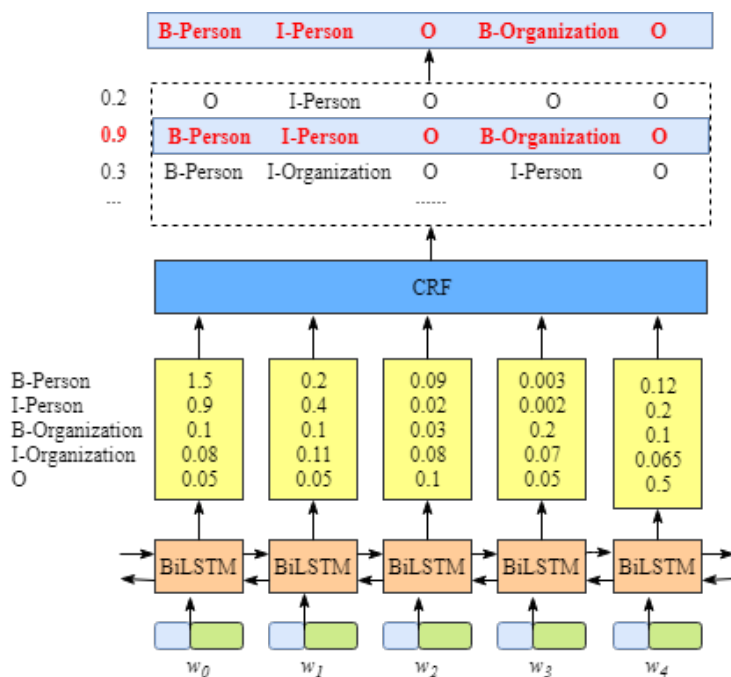 B-Person I-Person O B-Organization O
0.2 O I-Person O O O
0.9 B-Person I-Person O B-Organization O
0.3 B-Person I-Organization O I-Person O
... ......
CRF
B-Person 1.5 0.2 0.09 0.003 0.12
I-Person 0.9 0.4 0.02 0.002 0.2
B-Organization 0.1 0.1 0.03 0.2 0.1
I-Organization 0.08 0.11 0.08 0.07 0.065
O 0.05 0.05 0.1 0.05 0.5
BiLSTM BiLSTM BiLSTM BiLSTM BiLSTM
w0 w1 w2 w3 w4